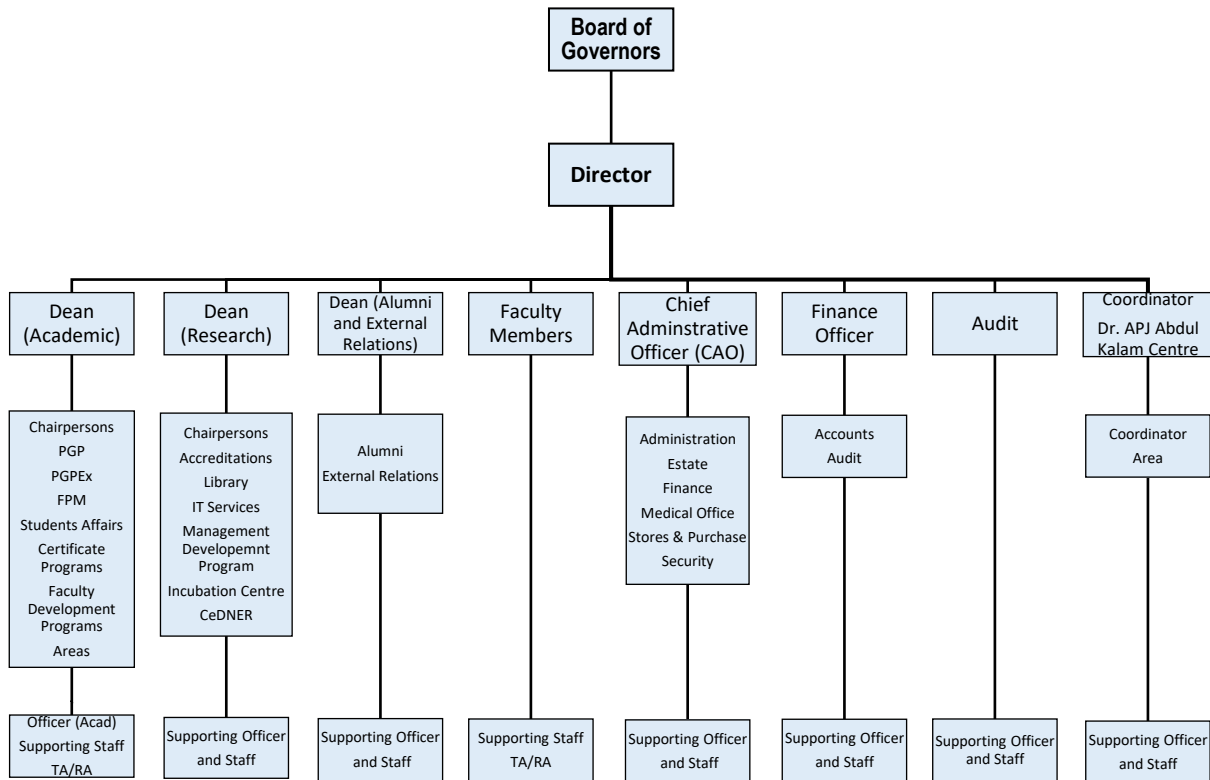 Board of
Governors
Director
Dean
(Academic)
Dean
(Research)
Dean (Alumni
and External
Relations)
Faculty
Members
Chief
Adminstrative
Officer (CAO)
Finance
Officer
Audit
Coordinator
Dr. APJ Abdul
Kalam Centre
Chairpersons
PGP
PGPEx
FPM
Students Affairs
Certificate
Programs
Faculty
Development
Programs
Areas
Chairpersons
Accreditations
Library
IT Services
Management
Developemnt
Program
Incubation Centre
CeDNER
Alumni
External Relations
Administration
Estate
Finance
Medical Office
Stores & Purchase
Security
Accounts
Audit
Coordinator
Area
Officer (Acad)
Supporting Staff
TA/RA
Supporting Officer
and Staff
Supporting Officer
and Staff
Supporting Staff
TA/RA
Supporting Officer
and Staff
Supporting Officer
and Staff
Supporting Officer
and Staff
Supporting Officer
and Staff